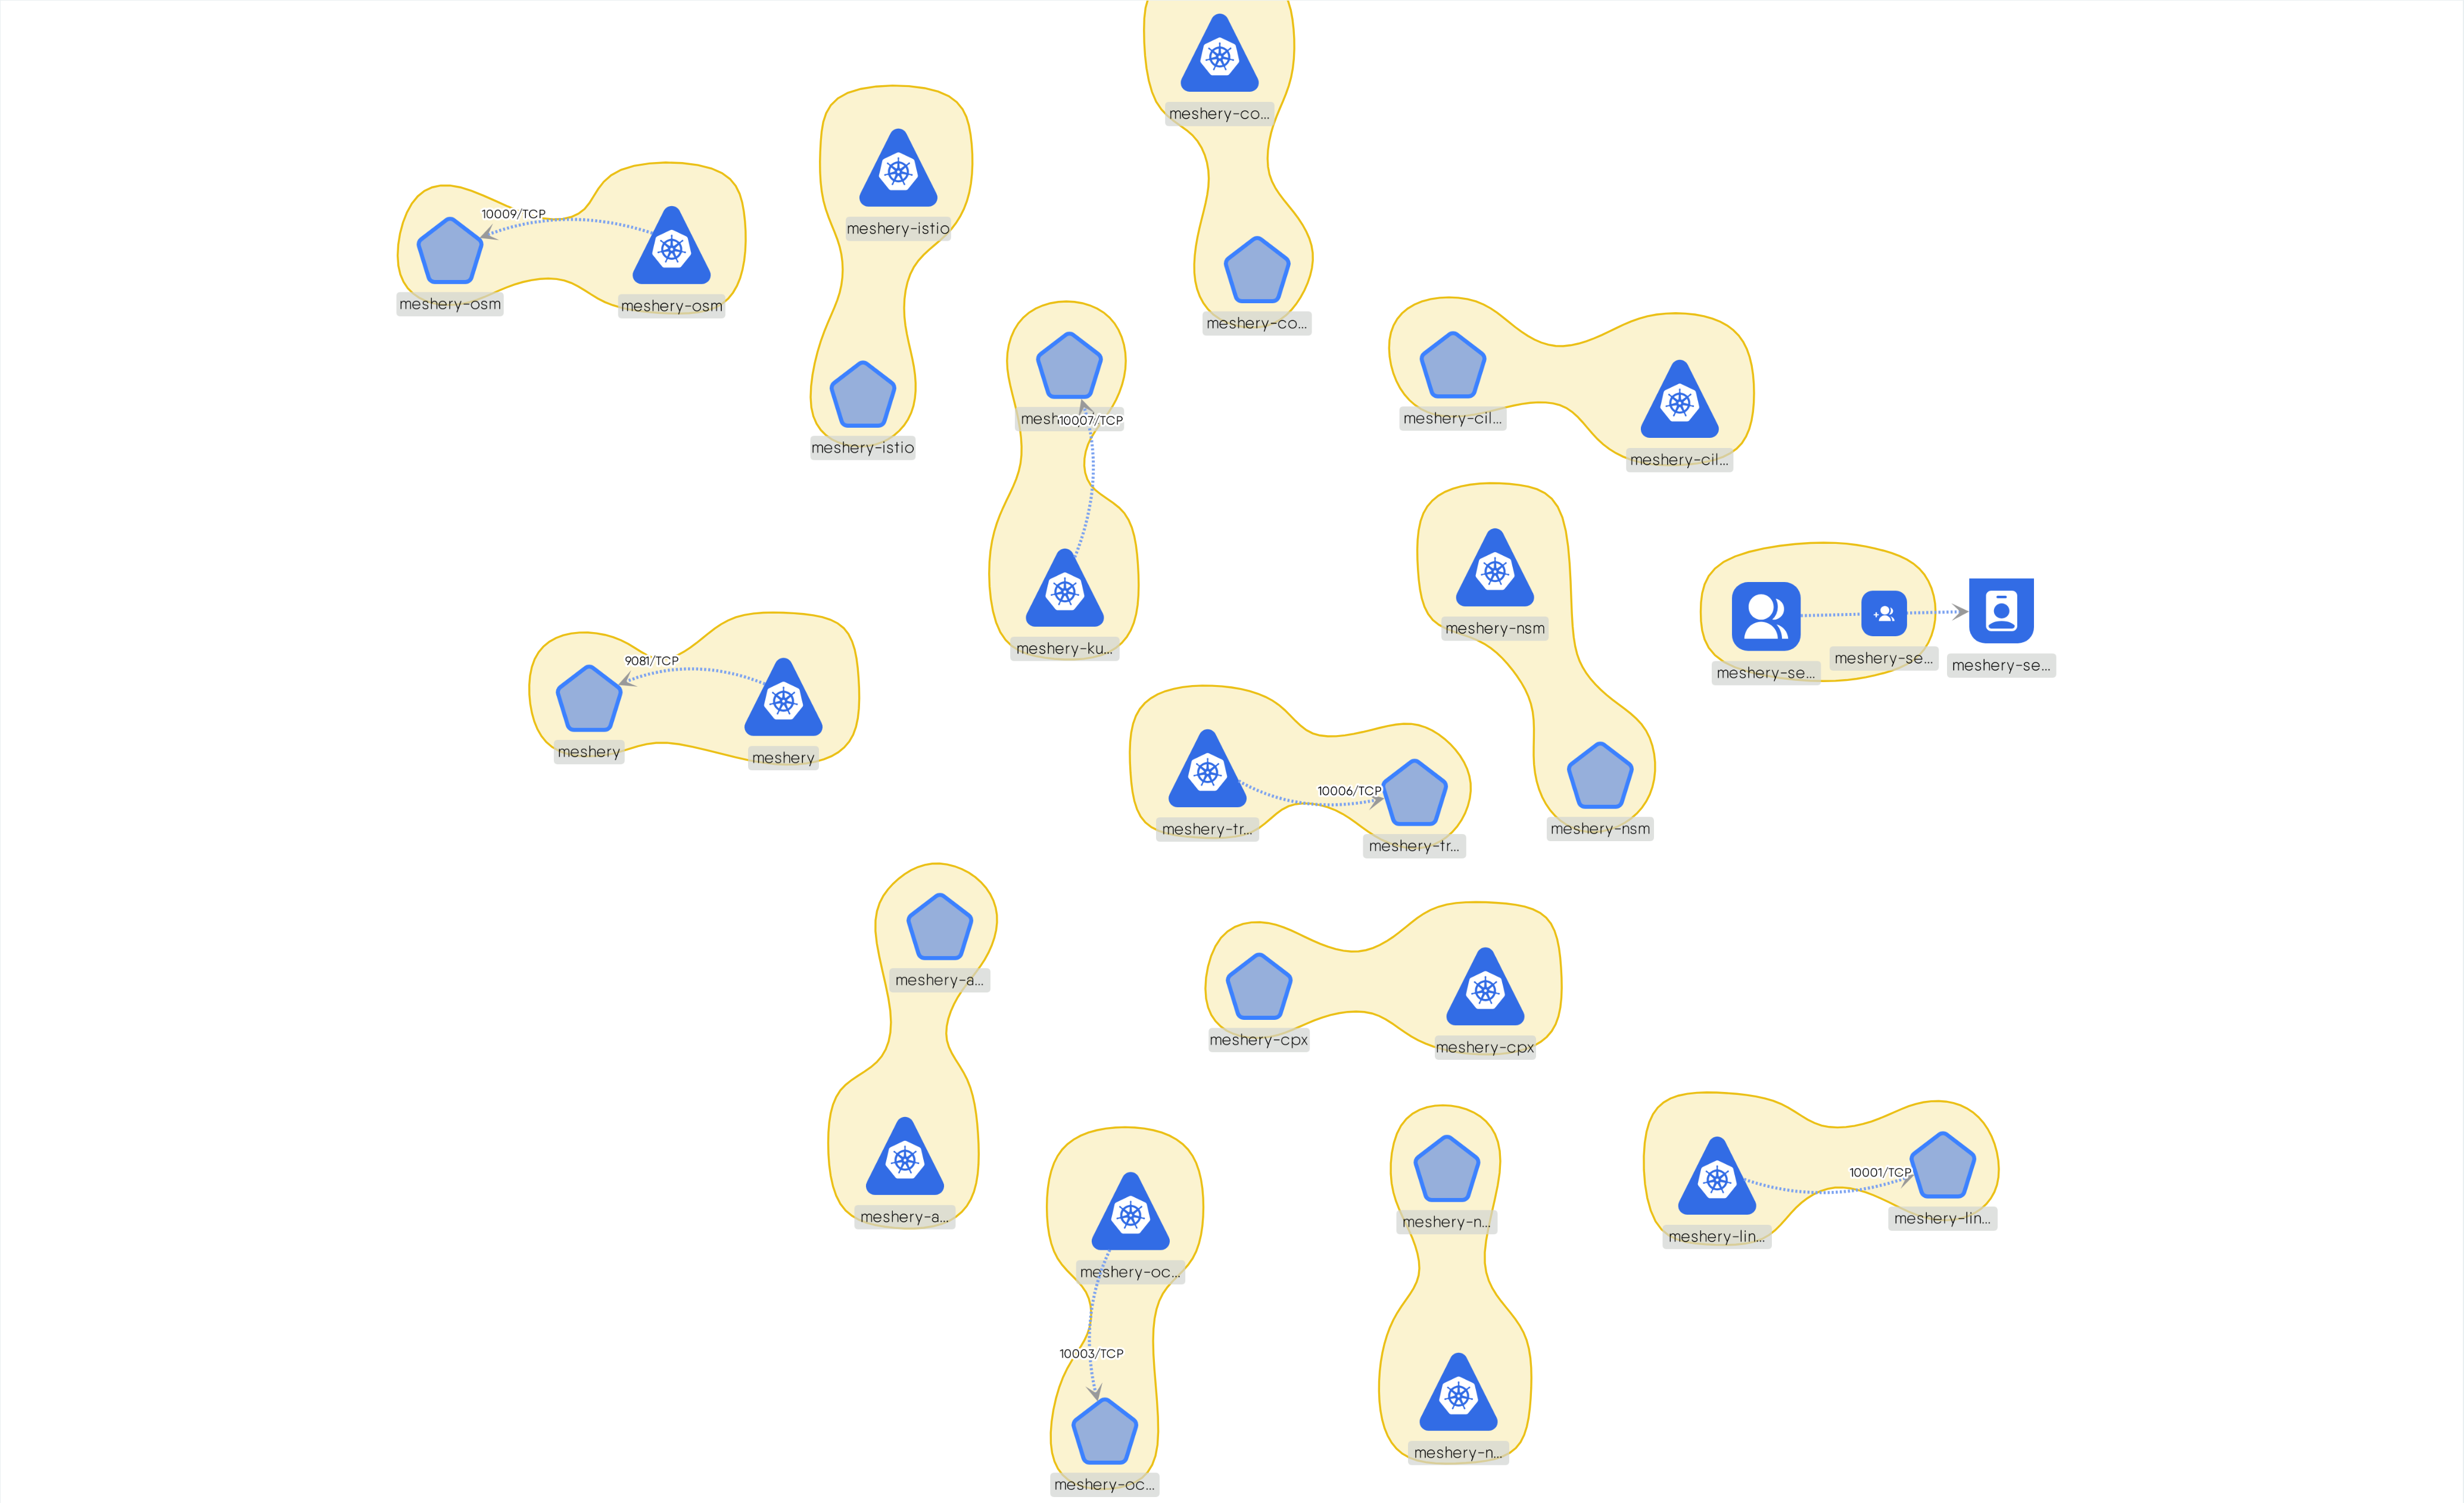 meshery-co...
meshery-istio
10009/TCP
meshery-osm
meshery-osm
meshery-co...
10007/TCP
meshery-cil...
meshery-istio
meshery-cil...
meshery-nsm
meshery-ku...
9081/TCP
meshery-se...
meshery-se...
meshery-se...
meshery
meshery
10006/TCP
meshery-tr...
meshery-nsm
meshery-tr...
meshery-a...
meshery-cpx
meshery-cpx
10001/TCP
meshery-a...
meshery-lin...
meshery-n...
meshery-lin...
meshery-oc...
10003/TCP
meshery-n...
meshery-oc...